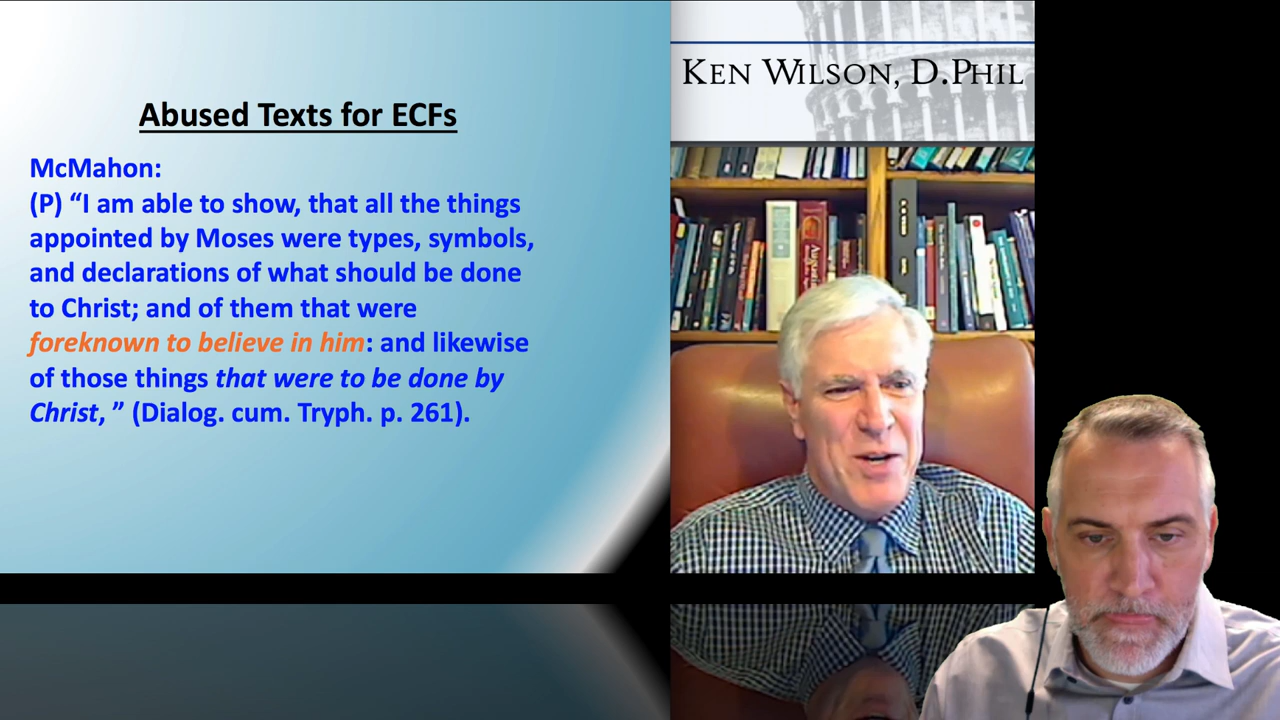 Abused Texts for ECFs
McMahon:
(P) “I am able to show, that all the things
appointed by Moses were types, symbols,
and declarations of what should be done
to Christ; and of them that were
foreknown to believe in him: and likewise
of those things that were to be done by
Christ, ” (Dialog. cum. Tryph. p. 261).
KEN WILSON, D.PHIL